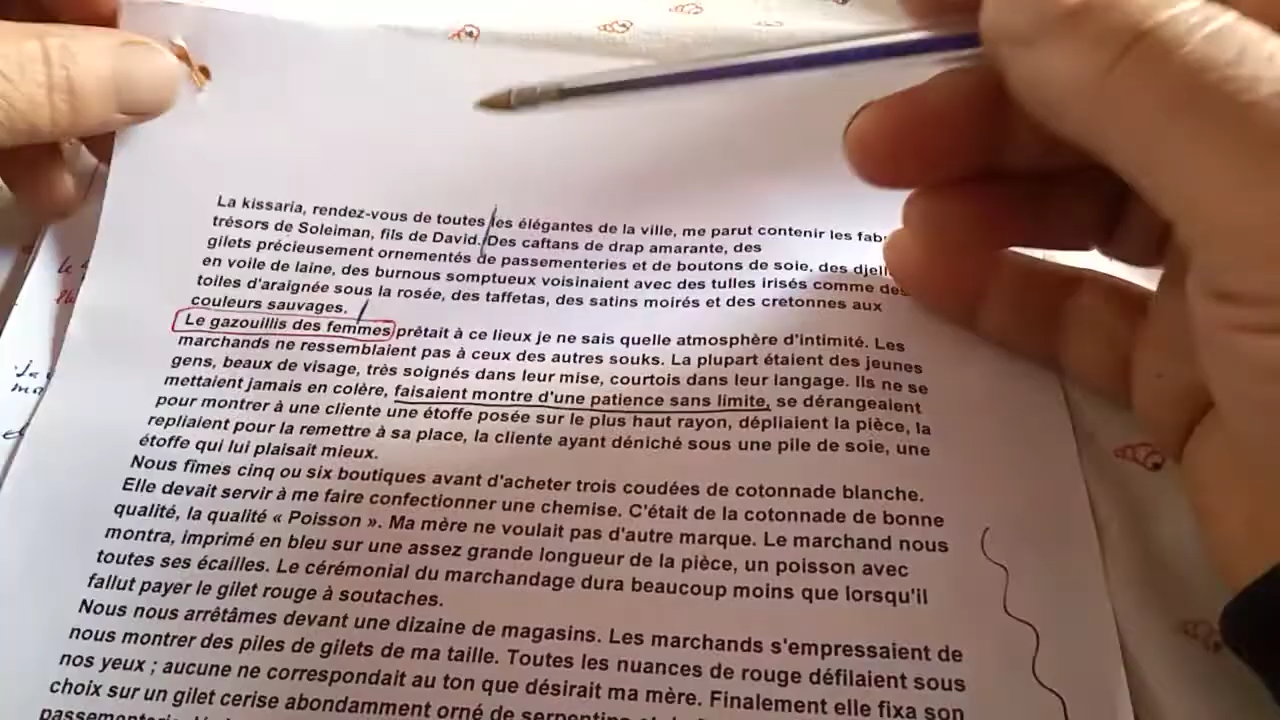 La kissaria, rendez-vous de toutes les élégantes de la ville, me parut contenir les
trésors de Soleiman, fils de David. Des caftans de drap amarante, des
gilets précieusement ornementés de passementeries et de boutons de soie, des
en voile de laine, des burnous somptueux voisinaient avec des tulles irisés comme des
toiles d'araignée sous la rosée, des taffetas, des satins moirés et des cretonnes aux
couleurs sauvages.
Le gazouillis des femmes prêtait à ce lieux je ne sais quelle atmosphère d'intimité. Les
marchands ne ressemblaient pas à ceux des autres souks. La plupart étaient des jeunes
gens, beaux de visage, très soignés dans leur mise, courtois dans leur langage. Ils ne se
mettaient jamais en colère, faisaient montre d'une patience sans limite, se dérangeaient
pour montrer à une cliente une étoffe posée sur le plus haut rayon, dépliaient la pièce, la
repliaient pour la remettre à sa place, la cliente ayant déniché sous une pile de soie, une
étoffe qui lui plaisait mieux.
Nous fîmes cinq ou six boutiques avant d'acheter trois coudées de cotonnade blanche.
Elle devait servir à me faire confectionner une chemise. C'était de la cotonnade de bonne
qualité, la qualité « Poisson ». Ma mère ne voulait pas d'autre marque. Le marchand nous
montra, imprimé en bleu sur une assez grande longueur de la pièce, un poisson avec
toutes ses écailles. Le cérémonial du marchandage dura beaucoup moins que lorsqu'il
fallut payer le gilet rouge à soutaches.
Nous nous arrêtâmes devant une dizaine de magasins. Les marchands s'empressaient de
nous montrer des piles de gilets de ma taille. Toutes les nuances de rouge défilaient sous
nos yeux ; aucune ne correspondait au ton que désirait ma mère. Finalement elle fixa son
choix sur un gilet cerise abondamment orné de